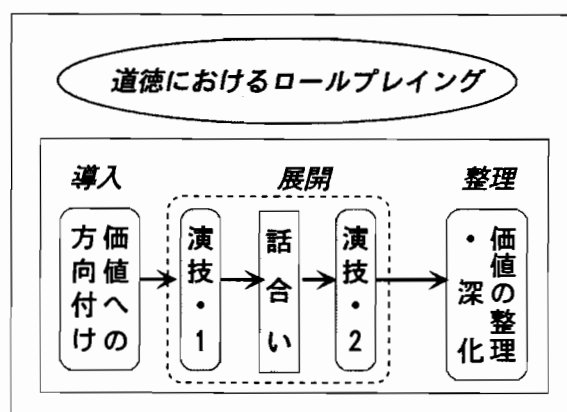 道徳におけるロールプレイング
導入
展開
整理
価値への
方向付け
演技・1
話合い
演技・2
価値の整理
・深化